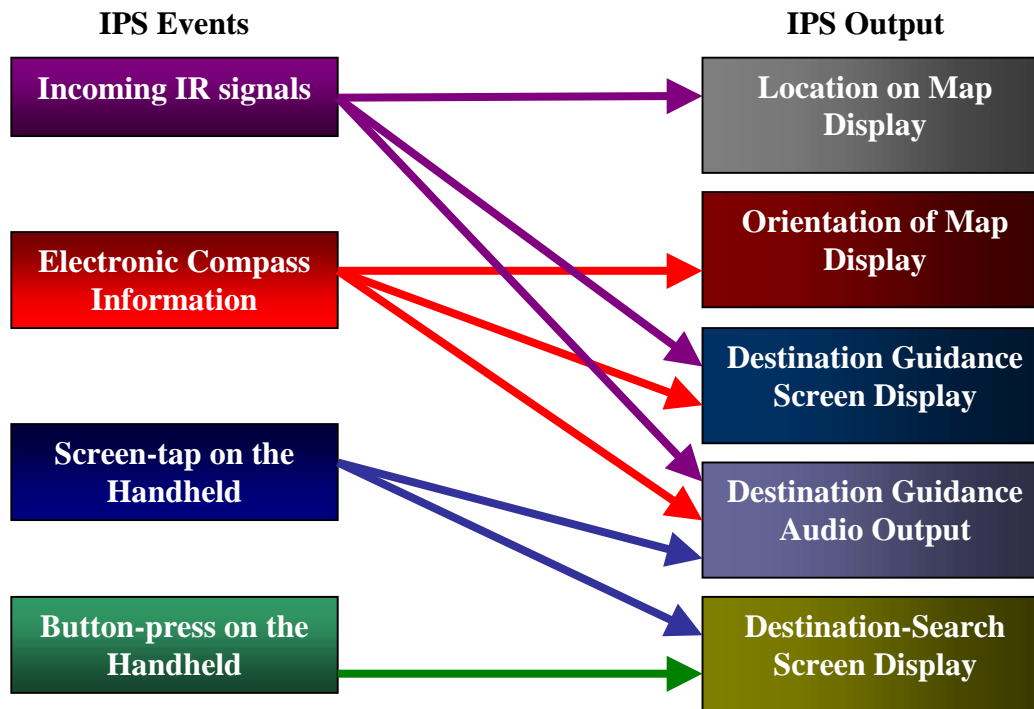 IPS Events
IPS Output
Incoming IR signals
Location on Map
Display
Electronic Compass
Information
Orientation of Map
Display
Destination Guidance
Screen Display
Screen-tap on the
Handheld
Destination Guidance
Audio Output
Button-press on the
Handheld
Destination-Search
Screen Display